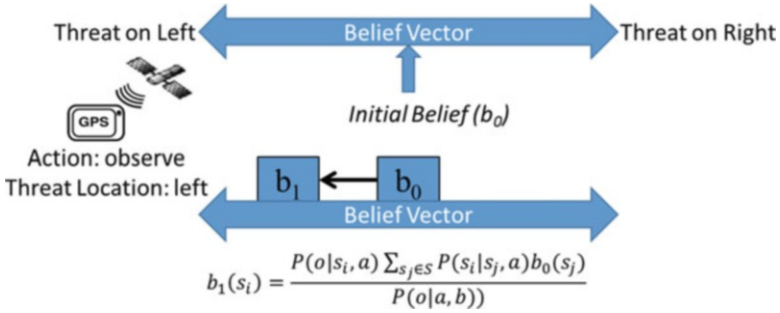 Threat on Left
Belief Vector
Threat on Right
Initial Belief (b₀)
GPS
Action: observe
Threat Location: left
b₁
b₀
Belief Vector
b₁(sᵢ) = P(o|sᵢ, a) ∑_{sⱼ∈S} P(sᵢ|sⱼ, a)b₀(sⱼ) / P(o|a, b))